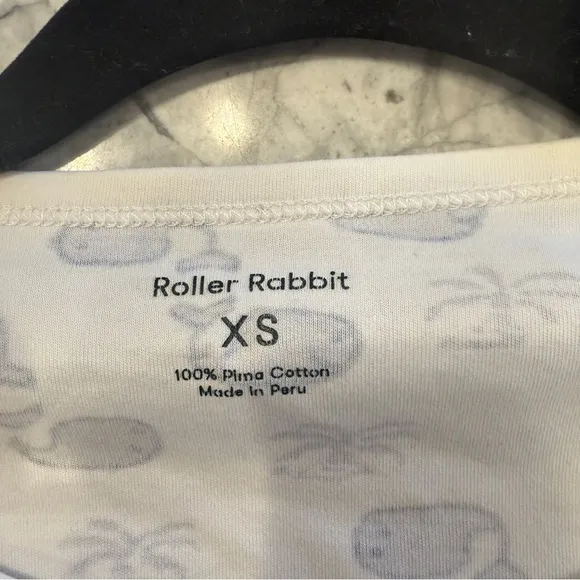 Roller Rabbit
XS
100% Pima Cotton
Made in Peru